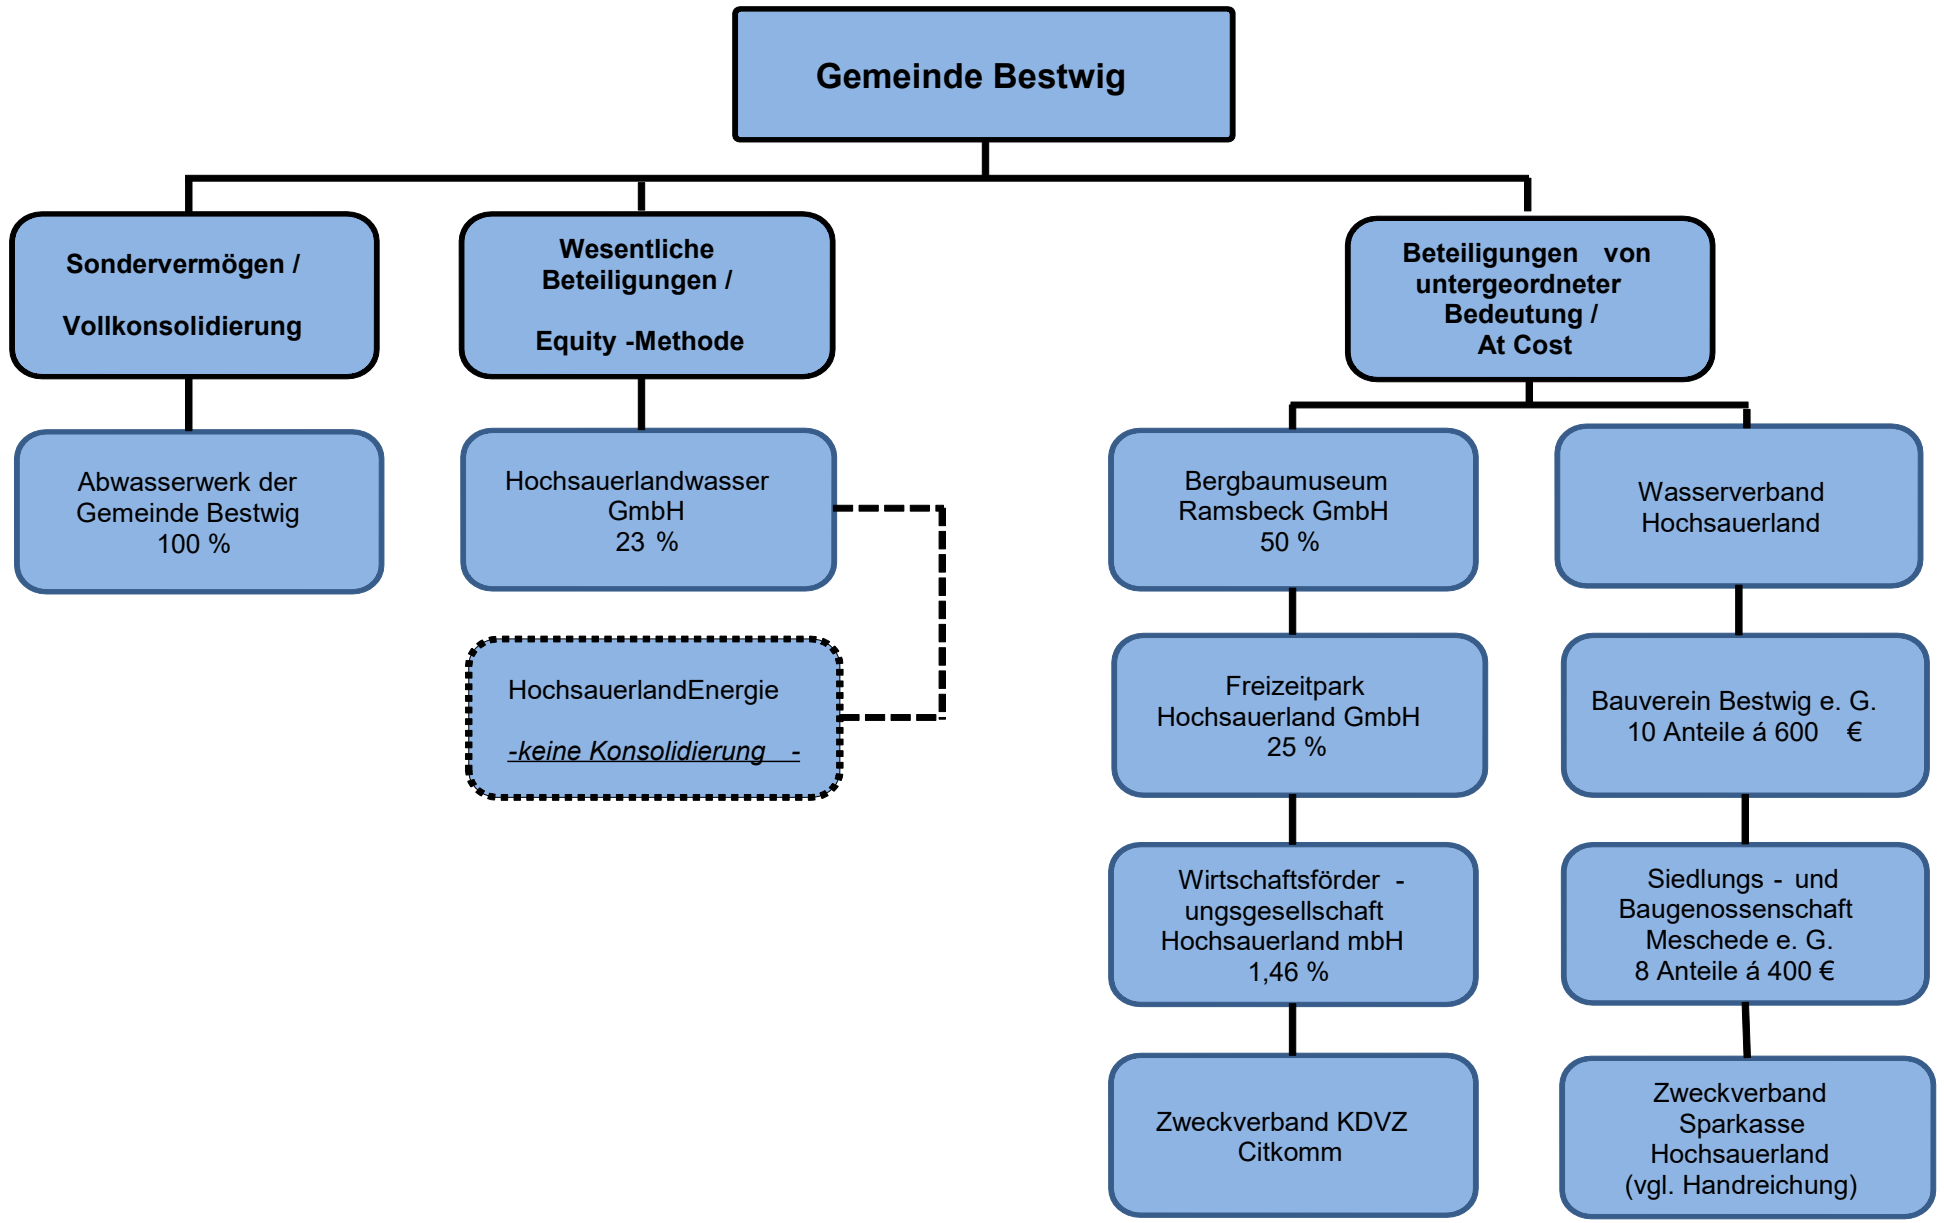 Gemeinde Bestwig
Sondervermögen /
Vollkonsolidierung
Wesentliche
Beteiligungen /
Equity -Methode
Beteiligungen von
untergeordneter
Bedeutung /
At Cost
Abwasserwerk der
Gemeinde Bestwig
100 %
Hochsauerlandwasser
GmbH
23 %
HochsauerlandEnergie
-keine Konsolidierung -
Bergbaumuseum
Ramsbeck GmbH
50 %
Freizeitpark
Hochsauerland GmbH
25 %
Wirtschaftsförder -
ungsgesellschaft
Hochsauerland mbH
1,46 %
Zweckverband KDVZ
Citkomm
Wasserverband
Hochsauerland
Bauverein Bestwig e. G.
10 Anteile á 600 €
Siedlungs - und
Baugenossenschaft
Meschede e. G.
8 Anteile á 400 €
Zweckverband
Sparkasse
Hochsauerland
(vgl. Handreichung)